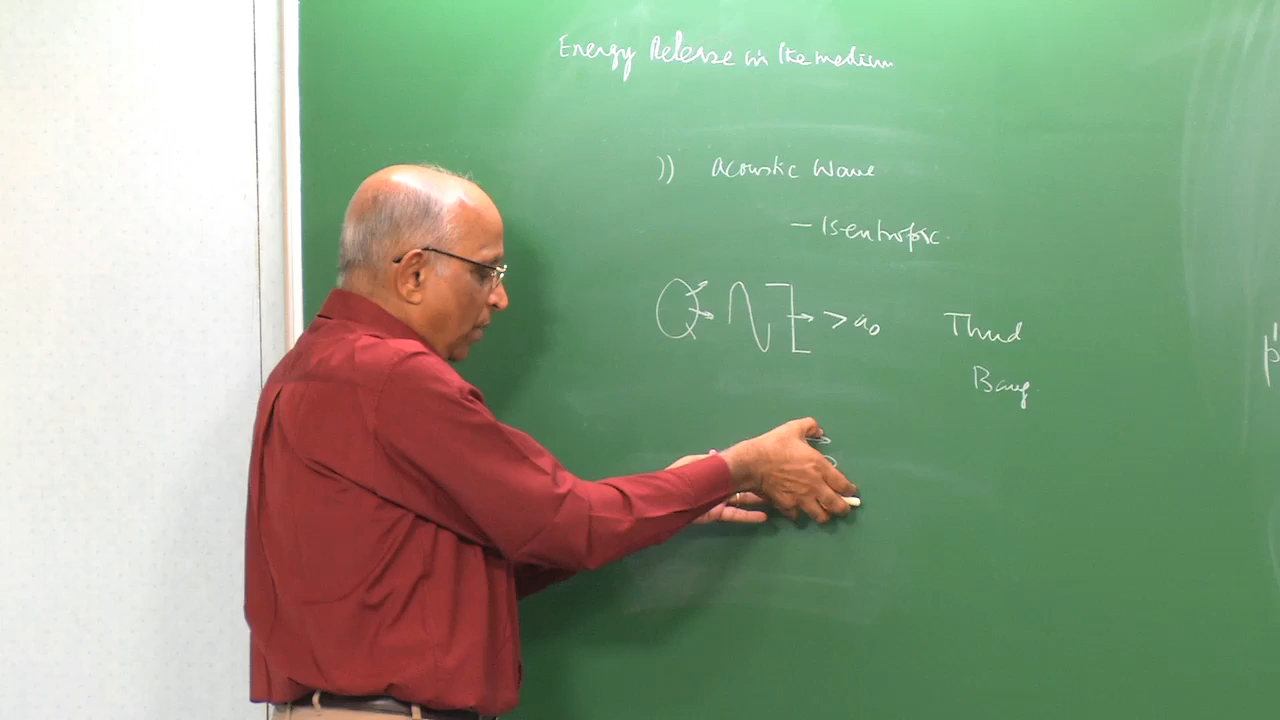 Energy Release in the medium
)) Acoustic Wave
— Isentropic.
> a₀ Thud
Bang.
p'